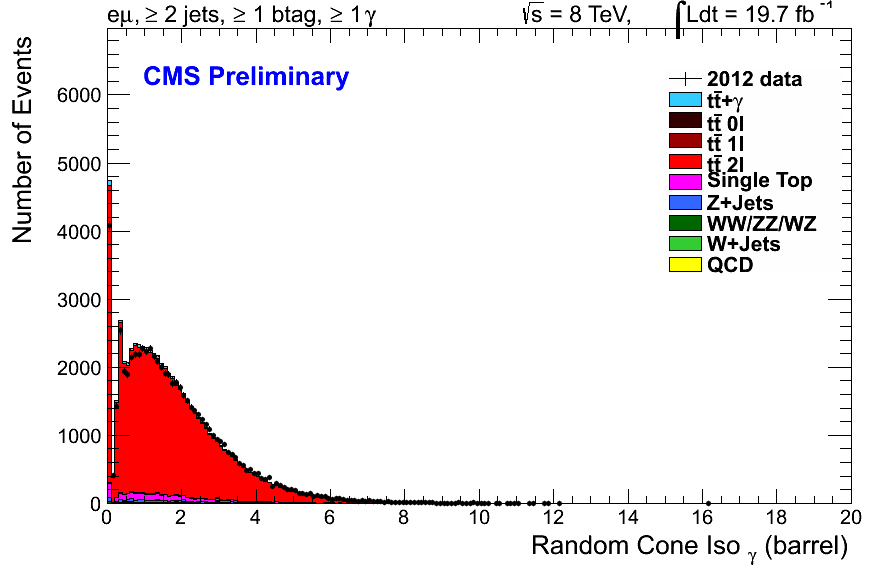 eμ, ≥ 2 jets, ≥ 1 btag, ≥ 1 γ √s = 8 TeV, ∫Ldt = 19.7 fb⁻¹
CMS Preliminary
2012 data
tt̄+γ
tt̄ 0l
tt̄ 1l
tt̄ 2l
Single Top
Z+Jets
WW/ZZ/WZ
W+Jets
QCD
Number of Events
6000
5000
4000
3000
2000
1000
0
0 2 4 6 8 10 12 14 16 18 20
Random Cone Iso γ (barrel)